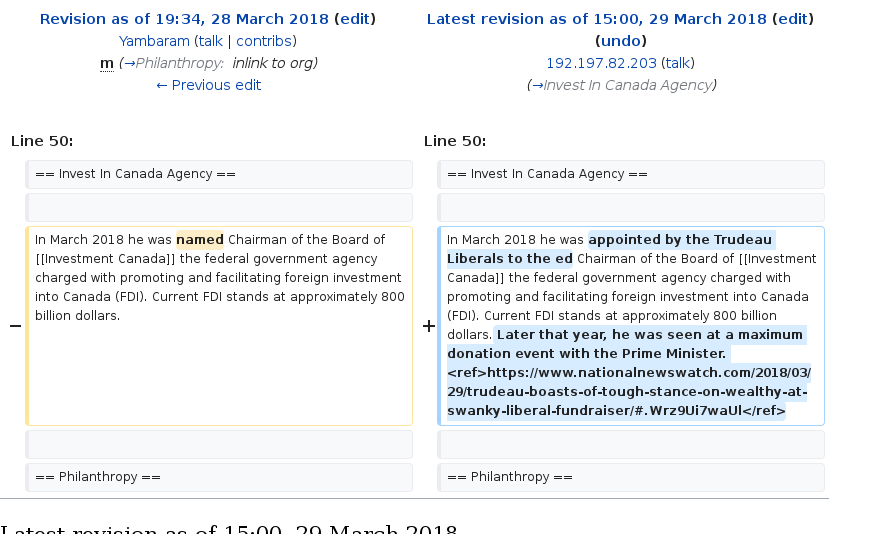 Revision as of 19:34, 28 March 2018 (edit)
Yambaram (talk | contribs)
m (→Philanthropy: inlink to org)
← Previous edit
Latest revision as of 15:00, 29 March 2018 (edit)
(undo)
192.197.82.203 (talk)
(→Invest In Canada Agency)
Line 50:
Line 50:
== Invest In Canada Agency ==
== Invest In Canada Agency ==
−
In March 2018 he was named Chairman of the Board of
[[Investment Canada]] the federal government agency
charged with promoting and facilitating foreign investment
into Canada (FDI). Current FDI stands at approximately 800
billion dollars.
+
In March 2018 he was appointed by the Trudeau
Liberals to the ed Chairman of the Board of [[Investment
Canada]] the federal government agency charged with
promoting and facilitating foreign investment into Canada
(FDI). Current FDI stands at approximately 800 billion
dollars. Later that year, he was seen at a maximum
donation event with the Prime Minister.
<ref>https://www.nationalnewswatch.com/2018/03/
29/trudeau-boasts-of-tough-stance-on-wealthy-at-
swanky-liberal-fundraiser/#.Wrz9Ui7waUl</ref>
== Philanthropy ==
== Philanthropy ==
Latest revision as of 15:00, 29 March 2018